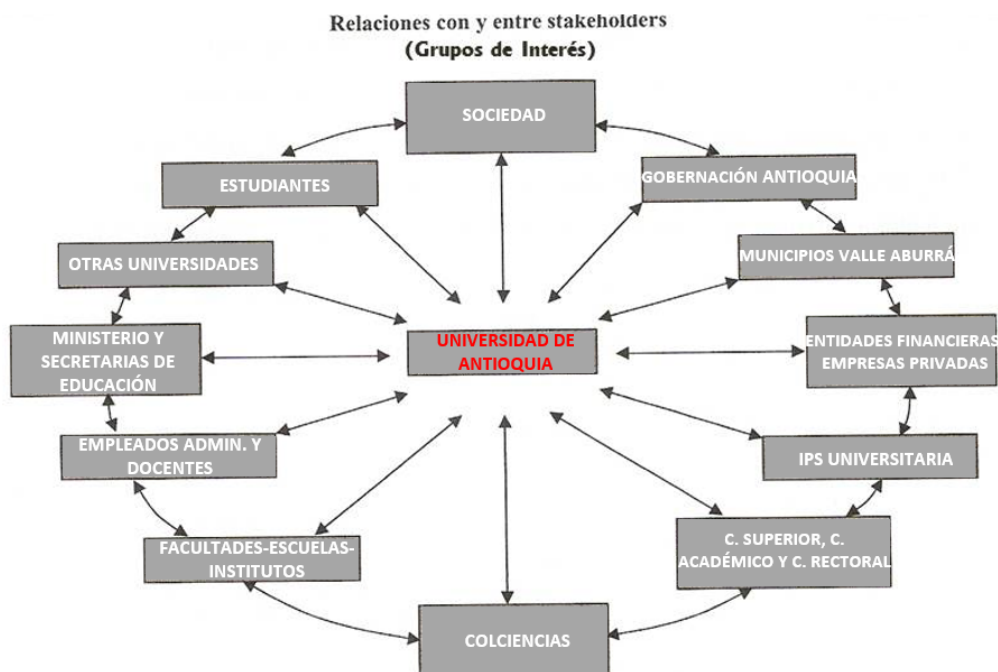 Relaciones con y entre stakeholders
(Grupos de Interés)
SOCIEDAD
ESTUDIANTES
GOBERNACIÓN ANTIOQUIA
OTRAS UNIVERSIDADES
MUNICIPIOS VALLE ABURRÁ
MINISTERIO Y
SECRETARIAS DE
EDUCACIÓN
UNIVERSIDAD DE
ANTIOQUIA
ENTIDADES FINANCIERAS
EMPRESAS PRIVADAS
EMPLEADOS ADMIN. Y
DOCENTES
IPS UNIVERSITARIA
FACULTADES-ESCUELAS-
INSTITUTOS
C. SUPERIOR, C.
ACADÉMICO Y C. RECTORAL
COLCIENCIAS